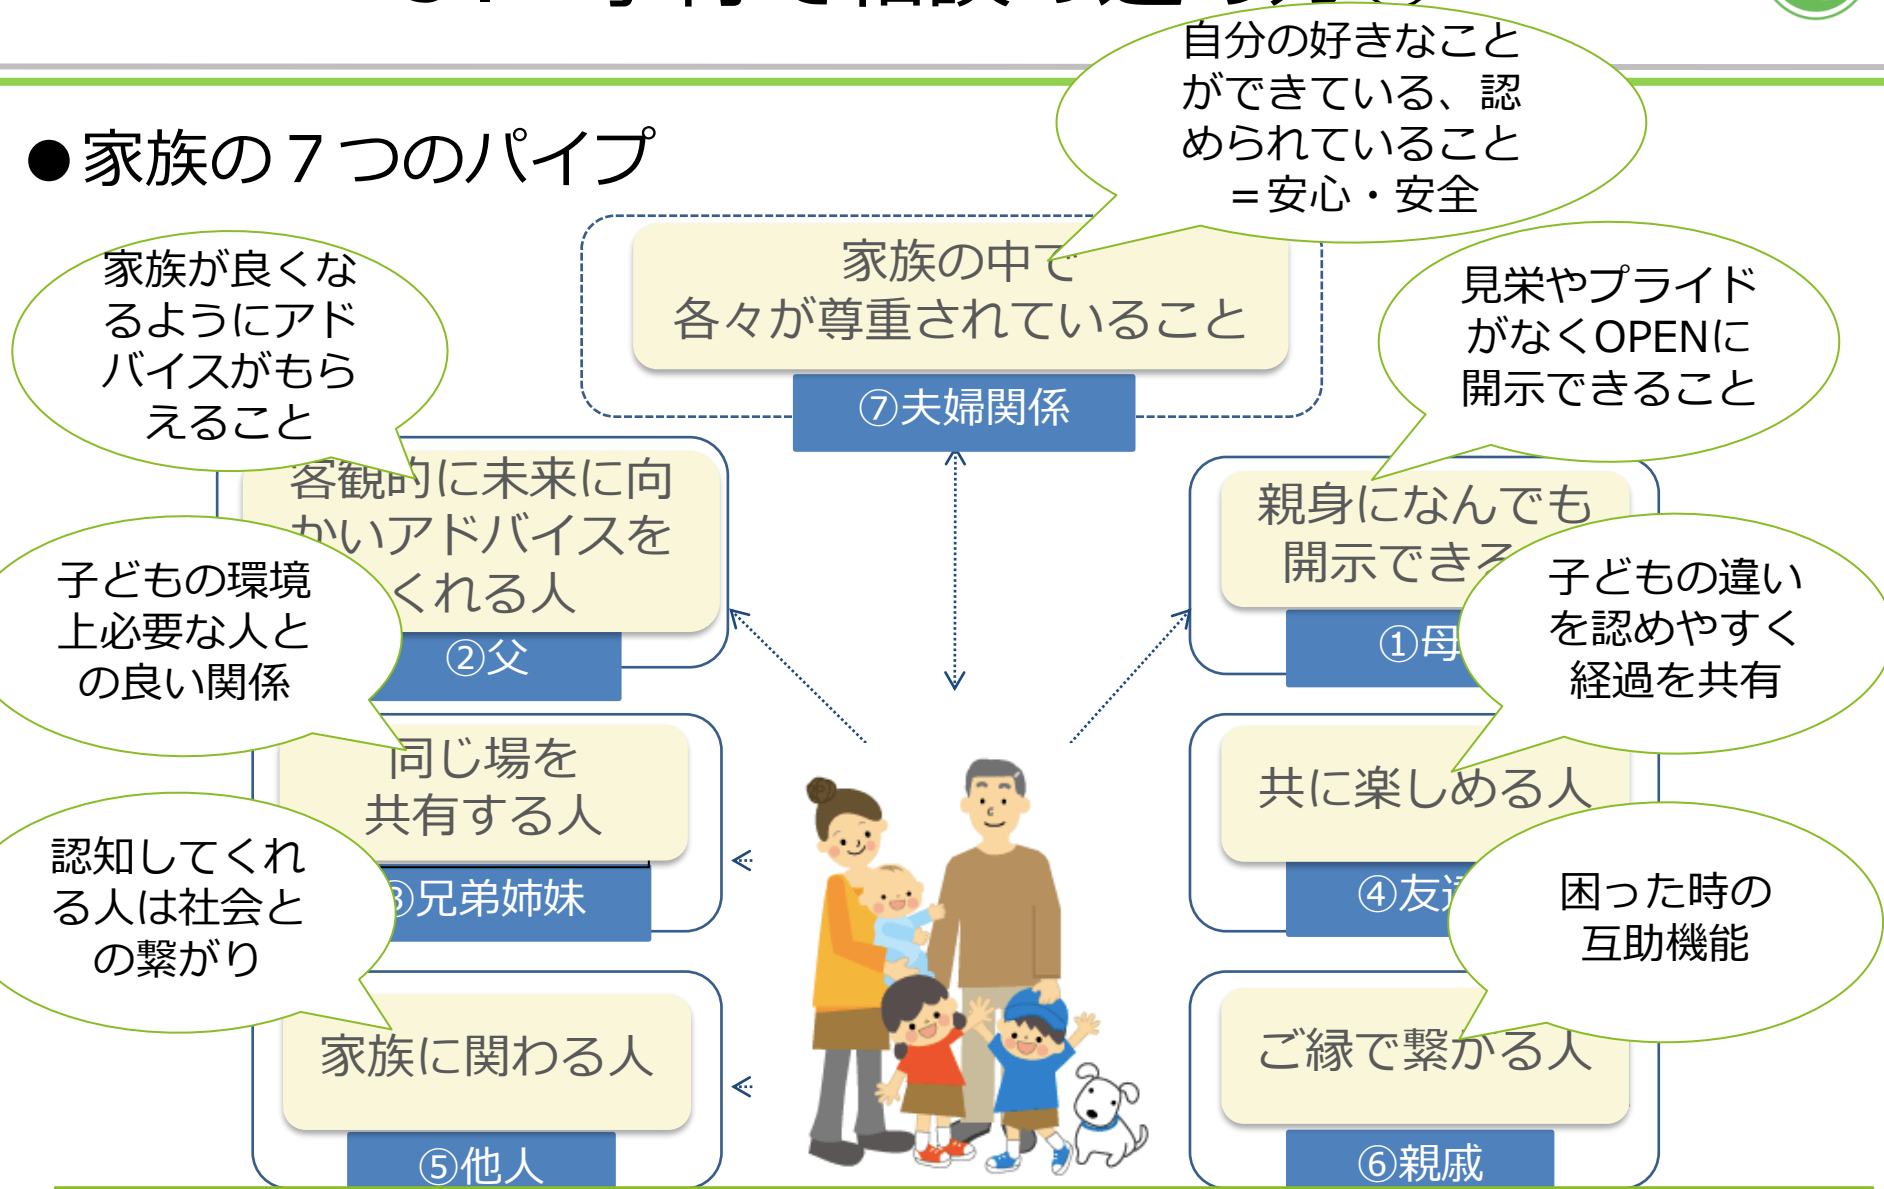 ●家族の７つのパイプ
自分の好きなこと
ができている、認
められていること
＝安心・安全
家族の中で
各々が尊重されていること
⑦夫婦関係
家族が良くな
るようにアド
バイスがもら
えること
客観的に未来に向
かいアドバイスを
くれる人
②父
見栄やプライド
がなくOPENに
開示できること
親身になんでも
開示できる
①母
子どもの環境
上必要な人と
の良い関係
同じ場を
共有する人
③兄弟姉妹
子どもの違い
を認めやすく
経過を共有
共に楽しめる人
④友達
認知してくれ
る人は社会と
の繋がり
家族に関わる人
⑤他人
困った時の
互助機能
ご縁で繋がる人
⑥親戚